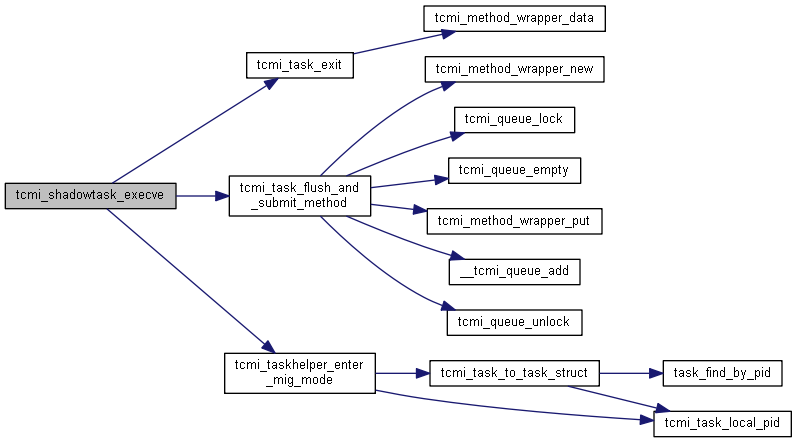 tcmi_method_wrapper_data
tcmi_task_exit
tcmi_method_wrapper_new
tcmi_queue_lock
tcmi_queue_empty
tcmi_shadowtask_execve
tcmi_task_flush_and
_submit_method
tcmi_method_wrapper_put
__tcmi_queue_add
tcmi_queue_unlock
tcmi_taskhelper_enter
_mig_mode
tcmi_task_to_task_struct
task_find_by_pid
tcmi_task_local_pid